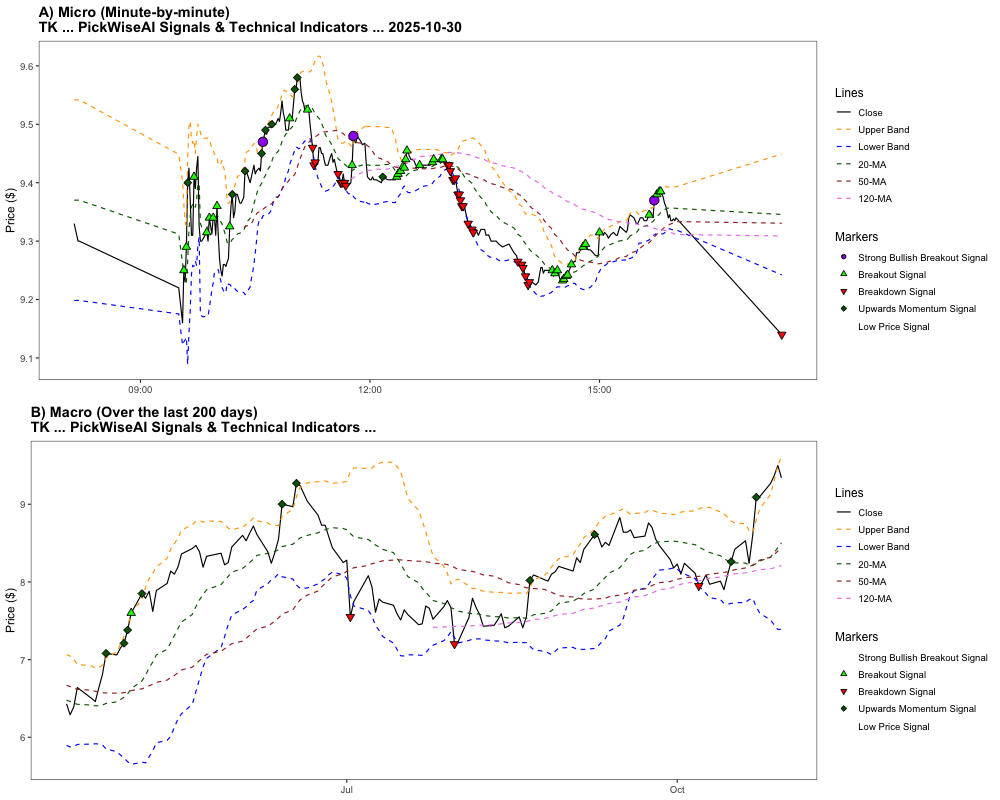 A) Micro (Minute-by-minute)
TK ... PickWiseAI Signals & Technical Indicators ... 2025-10-30
9.6
9.5
9.4
9.3
9.2
9.1
Price ($)
09:00
12:00
15:00
Lines
Close
Upper Band
Lower Band
20-MA
50-MA
120-MA
Markers
Strong Bullish Breakout Signal
Breakout Signal
Breakdown Signal
Upwards Momentum Signal
Low Price Signal
B) Macro (Over the last 200 days)
TK ... PickWiseAI Signals & Technical Indicators ...
9
8
7
6
Price ($)
Jul
Oct
Lines
Close
Upper Band
Lower Band
20-MA
50-MA
120-MA
Markers
Strong Bullish Breakout Signal
Breakout Signal
Breakdown Signal
Upwards Momentum Signal
Low Price Signal